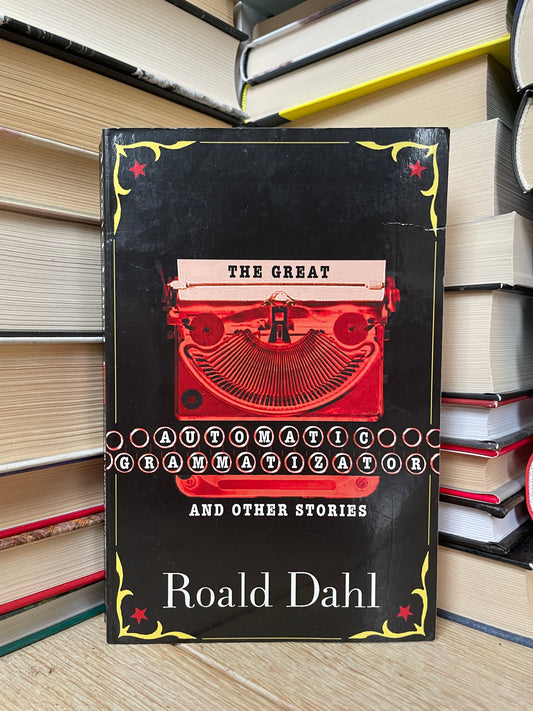 THE GREAT
AUTOMATIC
GRAMMATIZATOR
AND OTHER STORIES
Roald Dahl